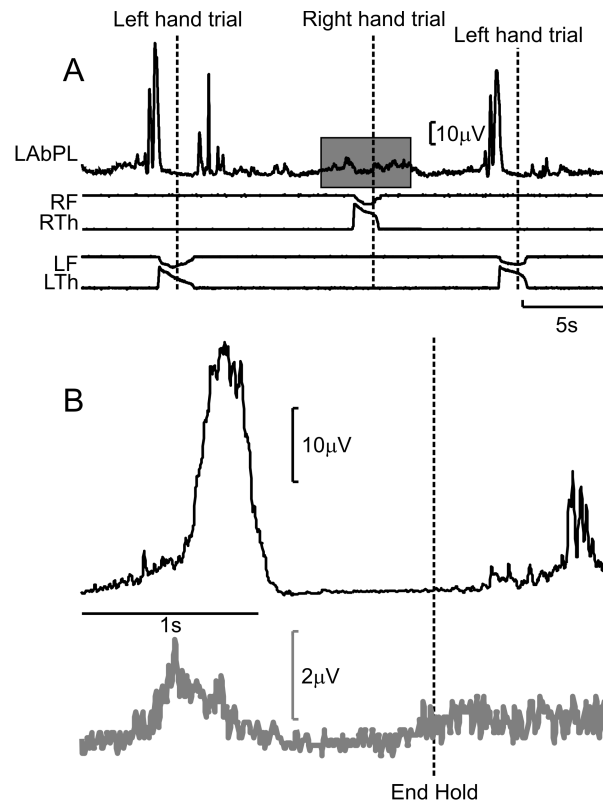 Left hand trial
Right hand trial
Left hand trial
A
10µV
LAbPL
RF
RTh
LF
LTh
5s
B
10µV
1s
2µV
End Hold